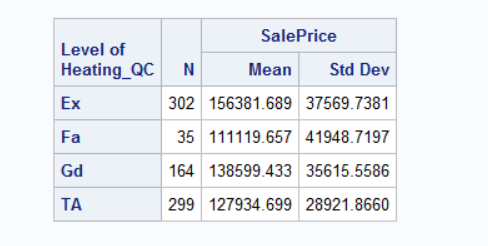 Level of Heating_QC N SalePrice
Mean Std Dev
Ex 302 156381.689 37569.7381
Fa 35 111119.657 41948.7197
Gd 164 138599.433 35615.5586
TA 299 127934.699 28921.8660